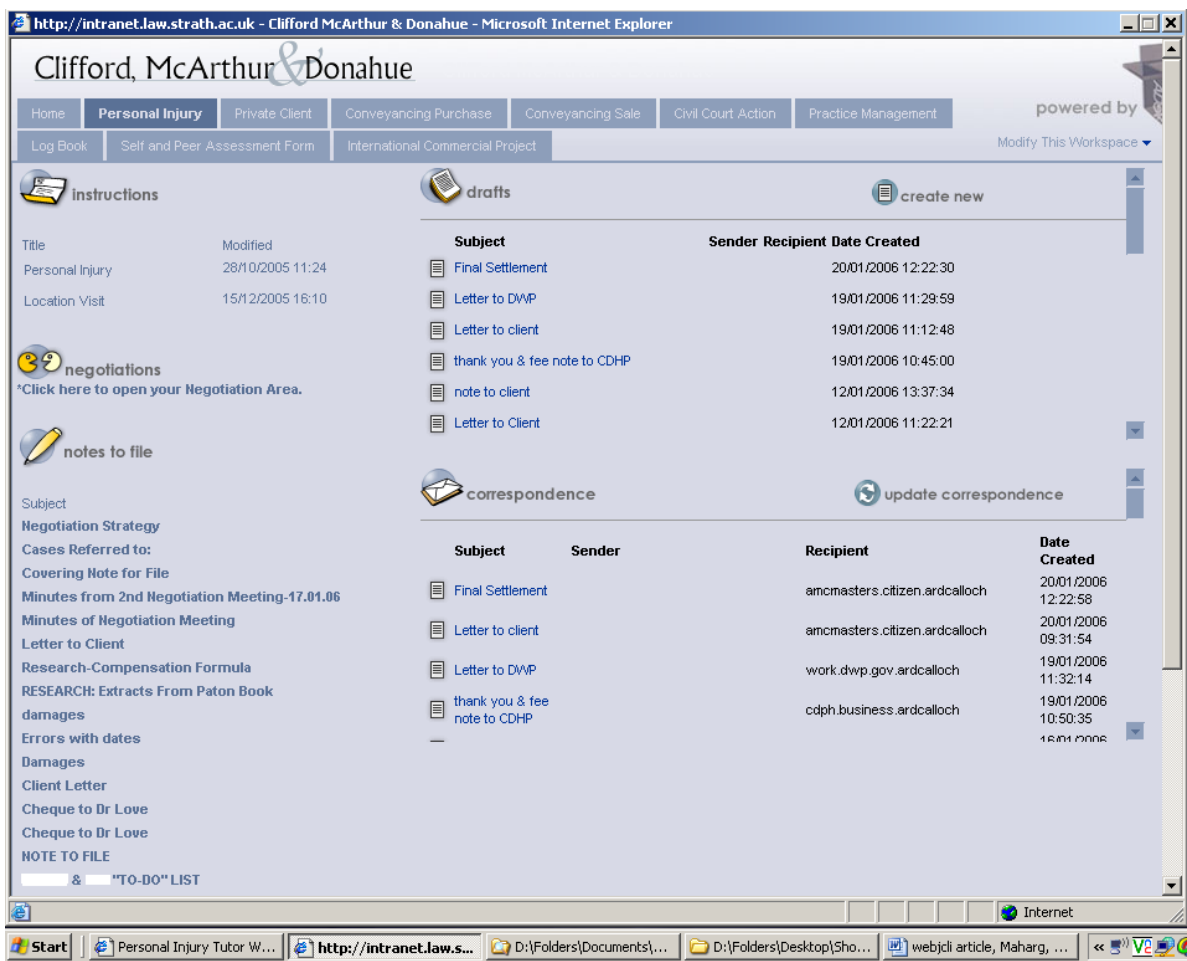 http://intranet.law.strath.ac.uk - Clifford McArthur & Donahue - Microsoft Internet Explorer
Clifford, McArthur & Donahue
Home Personal Injury Private Client Conveyancing Purchase Conveyancing Sale Civil Court Action Practice Management
powered by
Log Book Self and Peer Assessment Form International Commercial Project
Modify This Workspace
instructions
Title Modified
Personal Injury 28/10/2005 11:24
Location Visit 15/12/2005 16:10
negotiations
*Click here to open your Negotiation Area.
notes to file
Subject
Negotiation Strategy
Cases Referred to:
Covering Note for File
Minutes from 2nd Negotiation Meeting-17.01.06
Minutes of Negotiation Meeting
Letter to Client
Research-Compensation Formula
RESEARCH: Extracts From Paton Book
damages
Errors with dates
Damages
Client Letter
Cheque to Dr Love
Cheque to Dr Love
NOTE TO FILE
& "TO-DO" LIST
drafts
create new
Subject Sender Recipient Date Created
Final Settlement 20/01/2006 12:22:30
Letter to DWP 19/01/2006 11:29:59
Letter to client 19/01/2006 11:12:48
thank you & fee note to CDHP 19/01/2006 10:45:00
note to client 12/01/2006 13:37:34
Letter to Client 12/01/2006 11:22:21
correspondence
update correspondence
Subject Sender Recipient Date
Created
Final Settlement amcmasters.citizen.ardcalloch 20/01/2006
12:22:58
Letter to client amcmasters.citizen.ardcalloch 20/01/2006
09:31:54
Letter to DWP work.dwp.gov.ardcalloch 19/01/2006
11:32:14
thank you & fee
note to CDHP cdph.business.ardcalloch 19/01/2006
10:50:35
16/01/2006
Internet
Start Personal Injury Tutor W... http://intranet.law.s... D:\Folders\Documents\... D:\Folders\Desktop\Sho... webjcli article, Maharg, ...